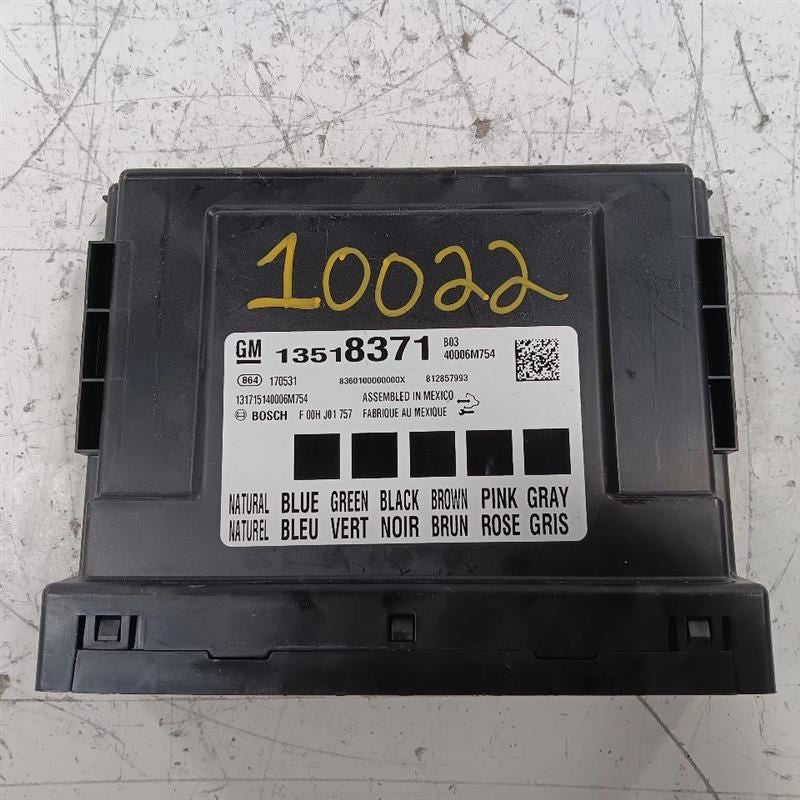 10022
GM 13518371 B03
40006M754
864 170531 8360100000000X 812857993
131715140006M754 ASSEMBLED IN MEXICO
BOSCH F 00H J01 757 FABRIQUE AU MEXIQUE
NATURAL BLUE GREEN BLACK BROWN PINK GRAY
NATUREL BLEU VERT NOIR BRUN ROSE GRIS